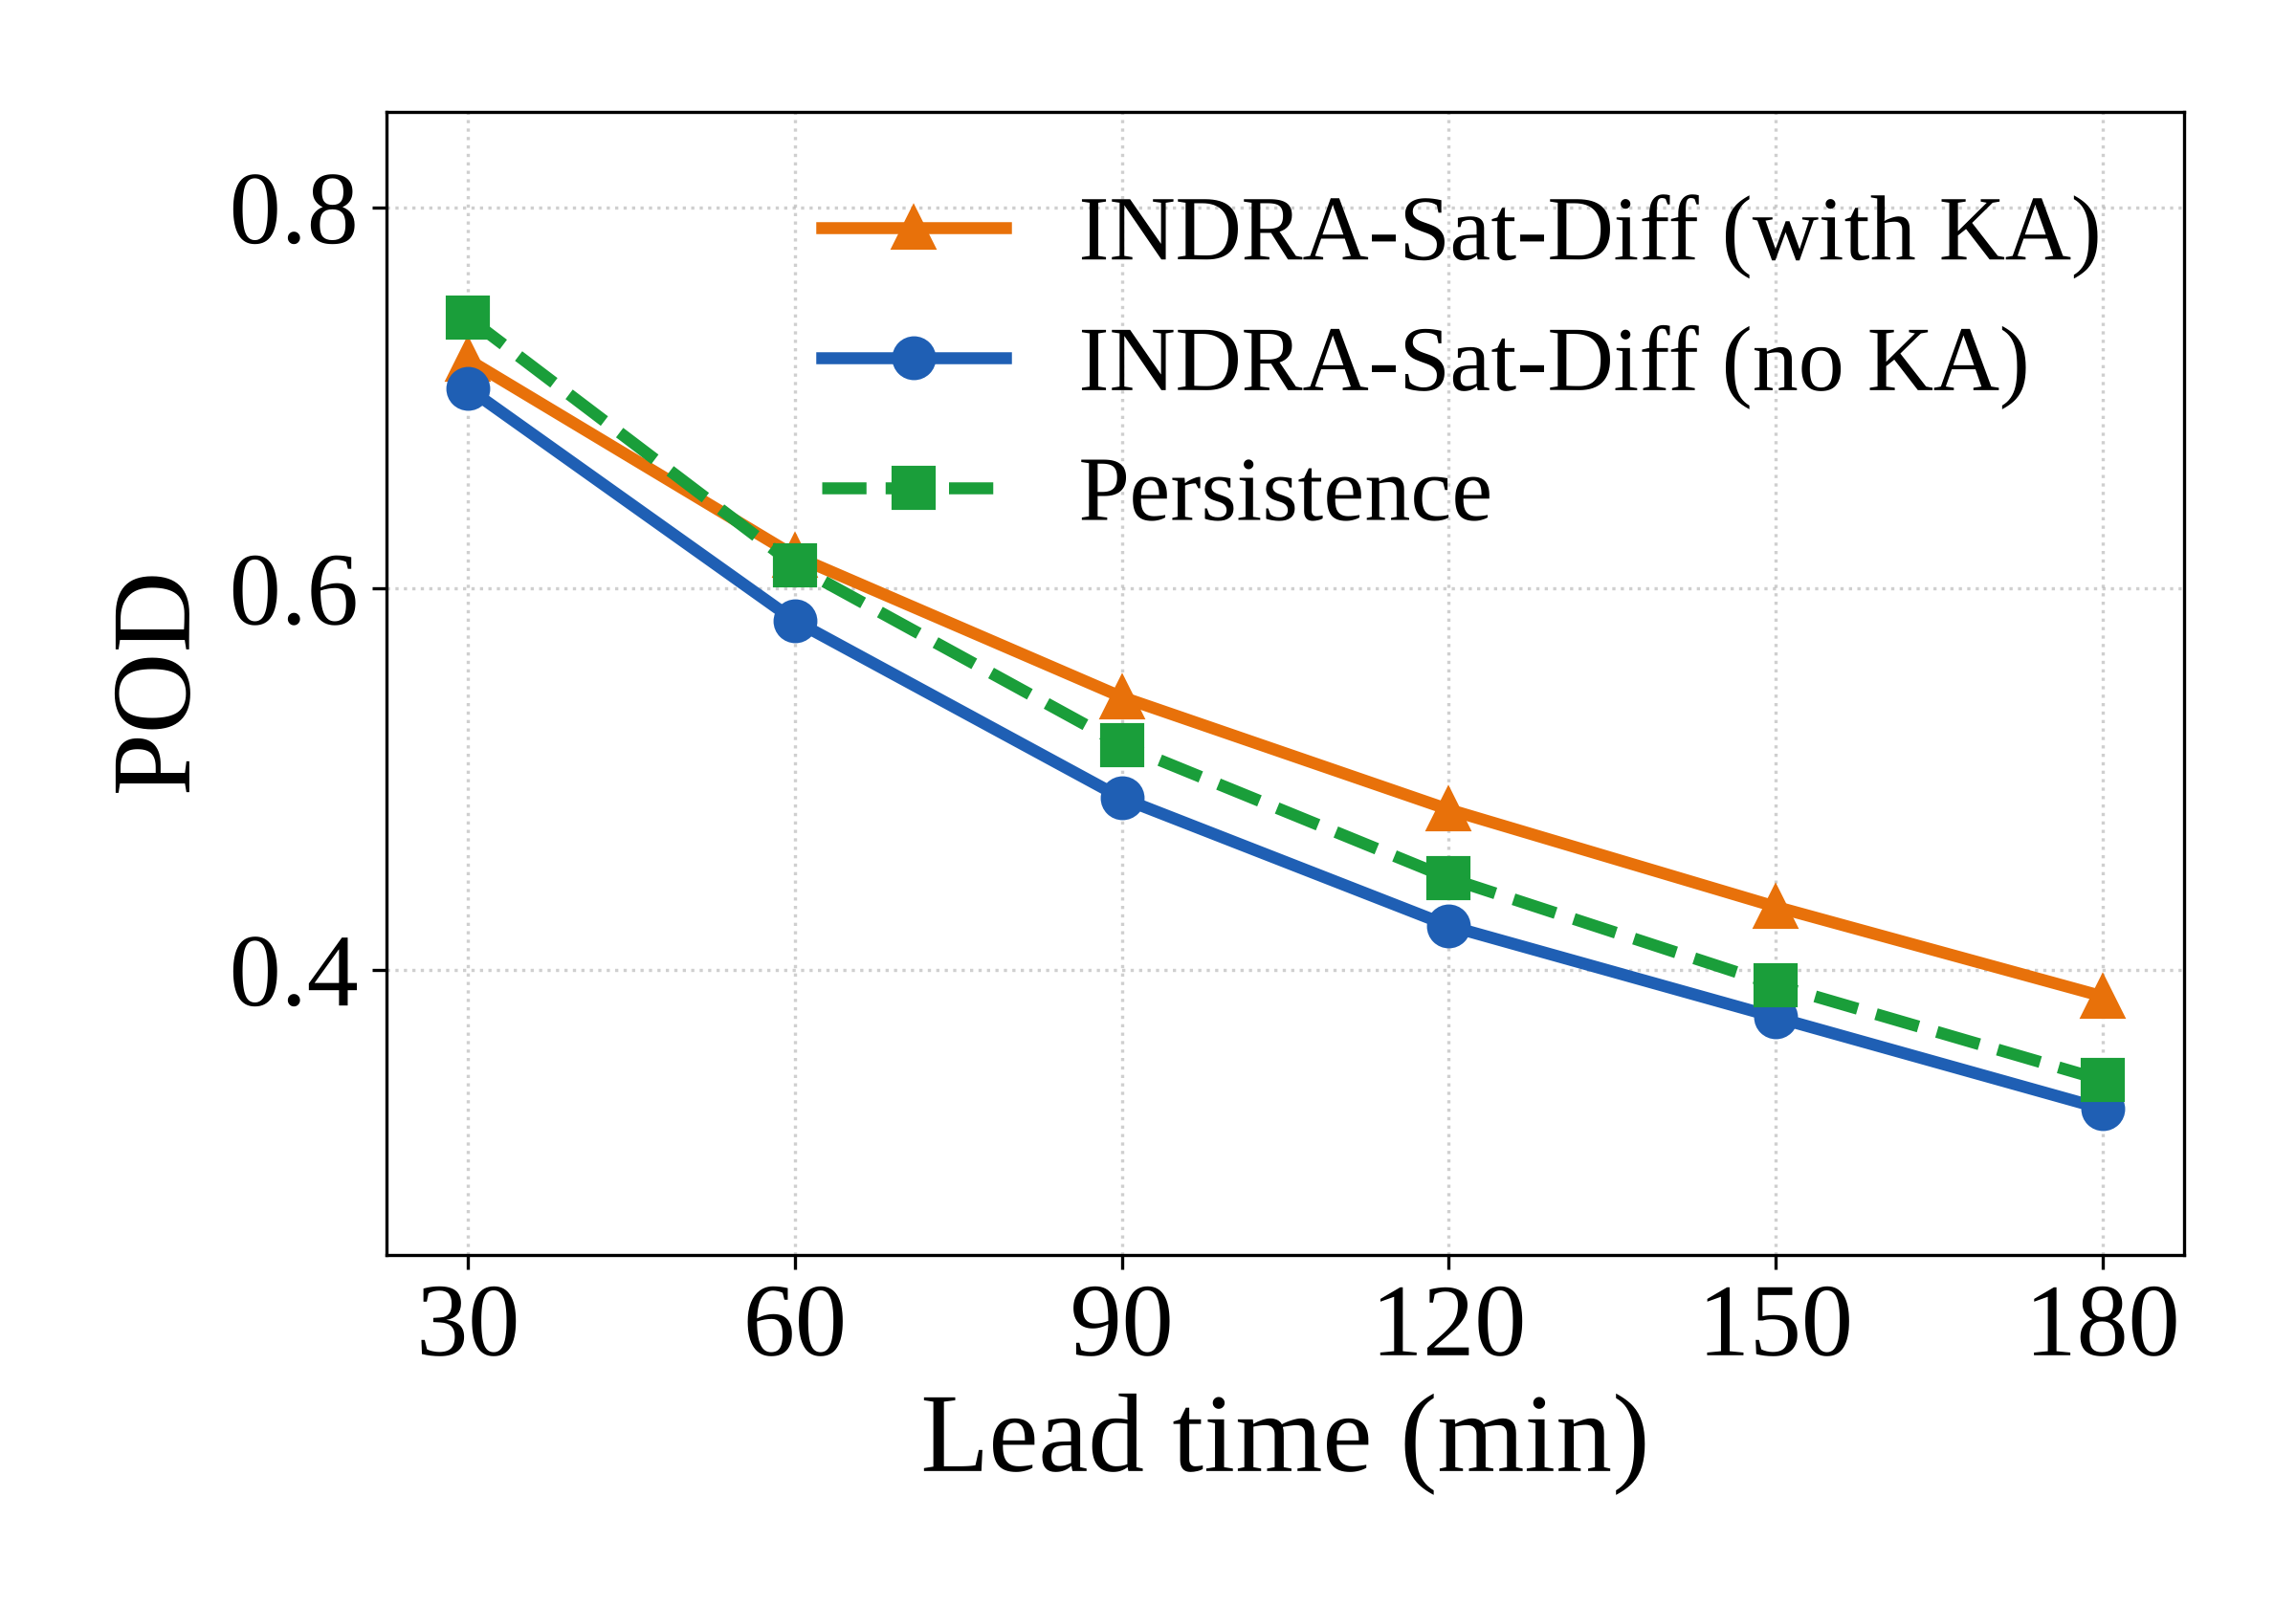 INDRA-Sat-Diff (with KA)
INDRA-Sat-Diff (no KA)
Persistence
POD
0.8
0.6
0.4
30 60 90 120 150 180
Lead time (min)